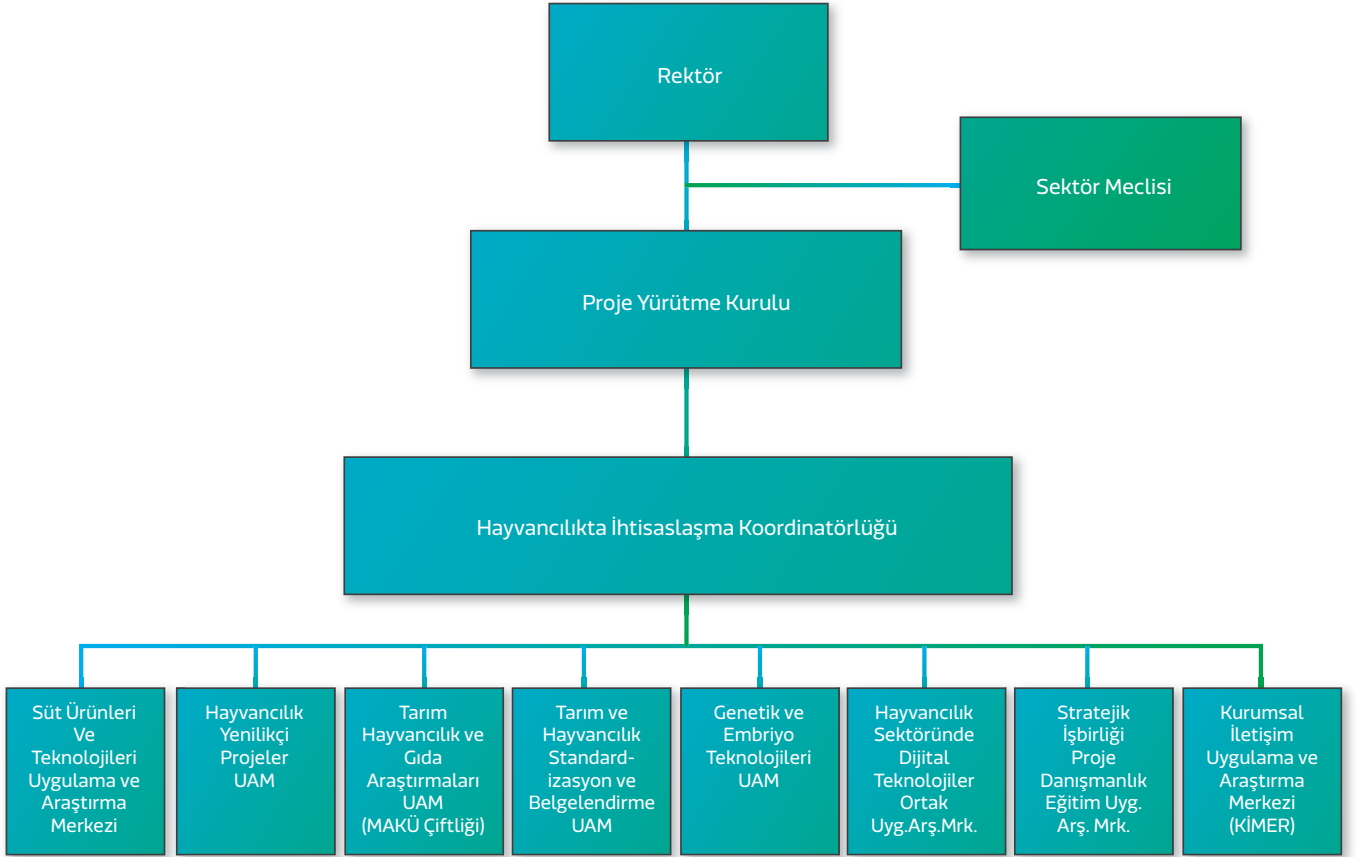 Rektör
Sektör Meclisi
Proje Yürütme Kurulu
Hayvancılıkta İhtisaslaşma Koordinatörlüğü
Süt Ürünleri
Ve
Teknolojileri
Uygulama ve
Araştırma
Merkezi
Hayvancılık
Yenilikçi
Projeler
UAM
Tarım
Hayvancılık ve
Gıda
Araştırmaları
UAM
(MAKÜ Çiftliği)
Tarım ve
Hayvancılık
Standard-
izasyon ve
Belgelendirme
UAM
Genetik ve
Embriyo
Teknolojileri
UAM
Hayvancılık
Sektöründe
Dijital
Teknolojiler
Ortak
Uyg.Arş.Mrk.
Stratejik
İşbirliği
Proje
Danışmanlık
Eğitim Uyg.
Arş. Mrk.
Kurumsal
İletişim
Uygulama ve
Araştırma
Merkezi
(KİMER)